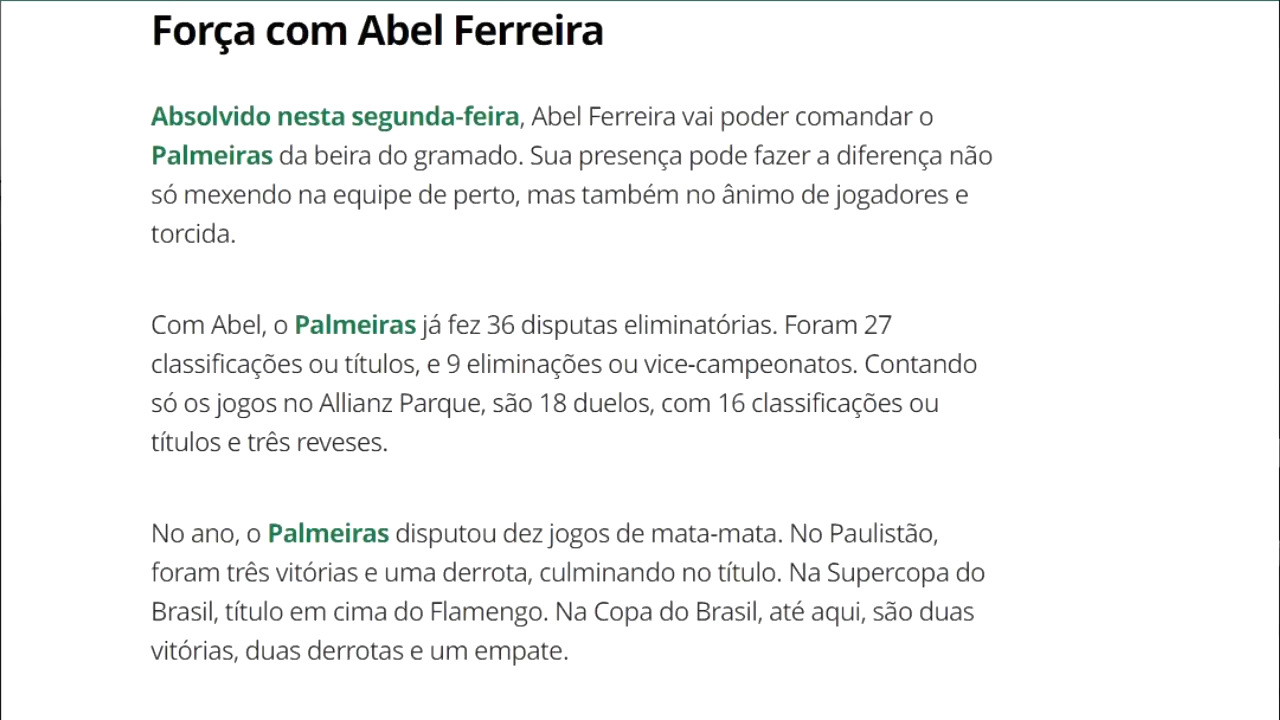 Força com Abel Ferreira
Absolvido nesta segunda-feira, Abel Ferreira vai poder comandar o
Palmeiras da beira do gramado. Sua presença pode fazer a diferença não
só mexendo na equipe de perto, mas também no ânimo de jogadores e
torcida.
Com Abel, o Palmeiras já fez 36 disputas eliminatórias. Foram 27
classificações ou títulos, e 9 eliminações ou vice-campeonatos. Contando
só os jogos no Allianz Parque, são 18 duelos, com 16 classificações ou
títulos e três reveses.
No ano, o Palmeiras disputou dez jogos de mata-mata. No Paulistão,
foram três vitórias e uma derrota, culminando no título. Na Supercopa do
Brasil, título em cima do Flamengo. Na Copa do Brasil, até aqui, são duas
vitórias, duas derrotas e um empate.